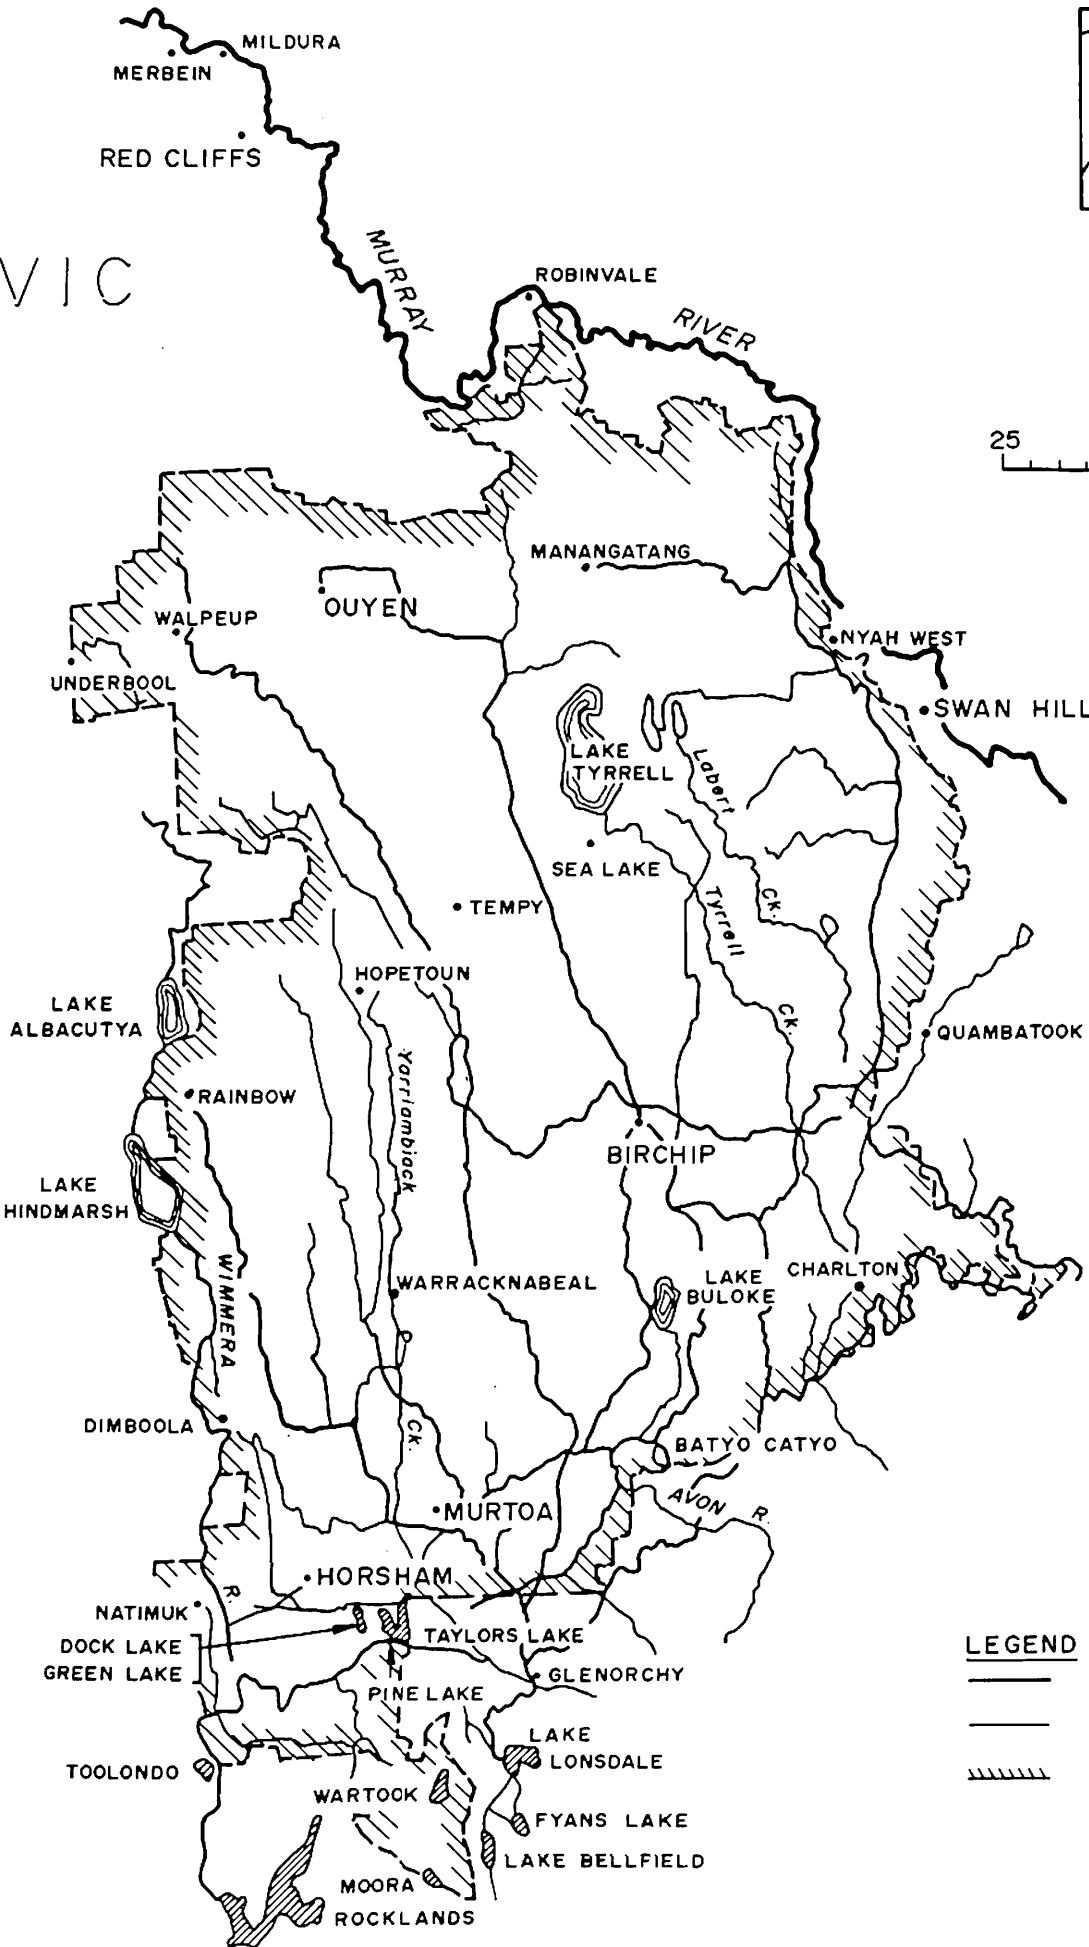 MILDURA
MERBEIN
RED CLIFFS
VIC
MURRAY
ROBINVALE
RIVER
25
MANANGATANG
OUYEN
WALPEUP
NYAH WEST
UNDERBOOL
SWAN HILL
LAKE
TYRRELL
Labert
SEA LAKE
Ck.
TEMPY
Tyrrell
HOPETOUN
LAKE
ALBACUTYA
Ck.
QUAMBATOOK
Yarriambiack
RAINBOW
BIRCHIP
LAKE
HINDMARSH
WIMMERA
WARRACKNABEAL
LAKE
BULOKE
CHARLTON
DIMBOOLA
Ck.
BATYO CATYO
MURTOA
AVON R.
HORSHAM
R.
NATIMUK
DOCK LAKE
TAYLORS LAKE
GREEN LAKE
GLENORCHY
PINE LAKE
LEGEND
LAKE
LONSDALE
TOOLONDO
WARTOOK
FYANS LAKE
LAKE BELLFIELD
MOORA
ROCKLANDS